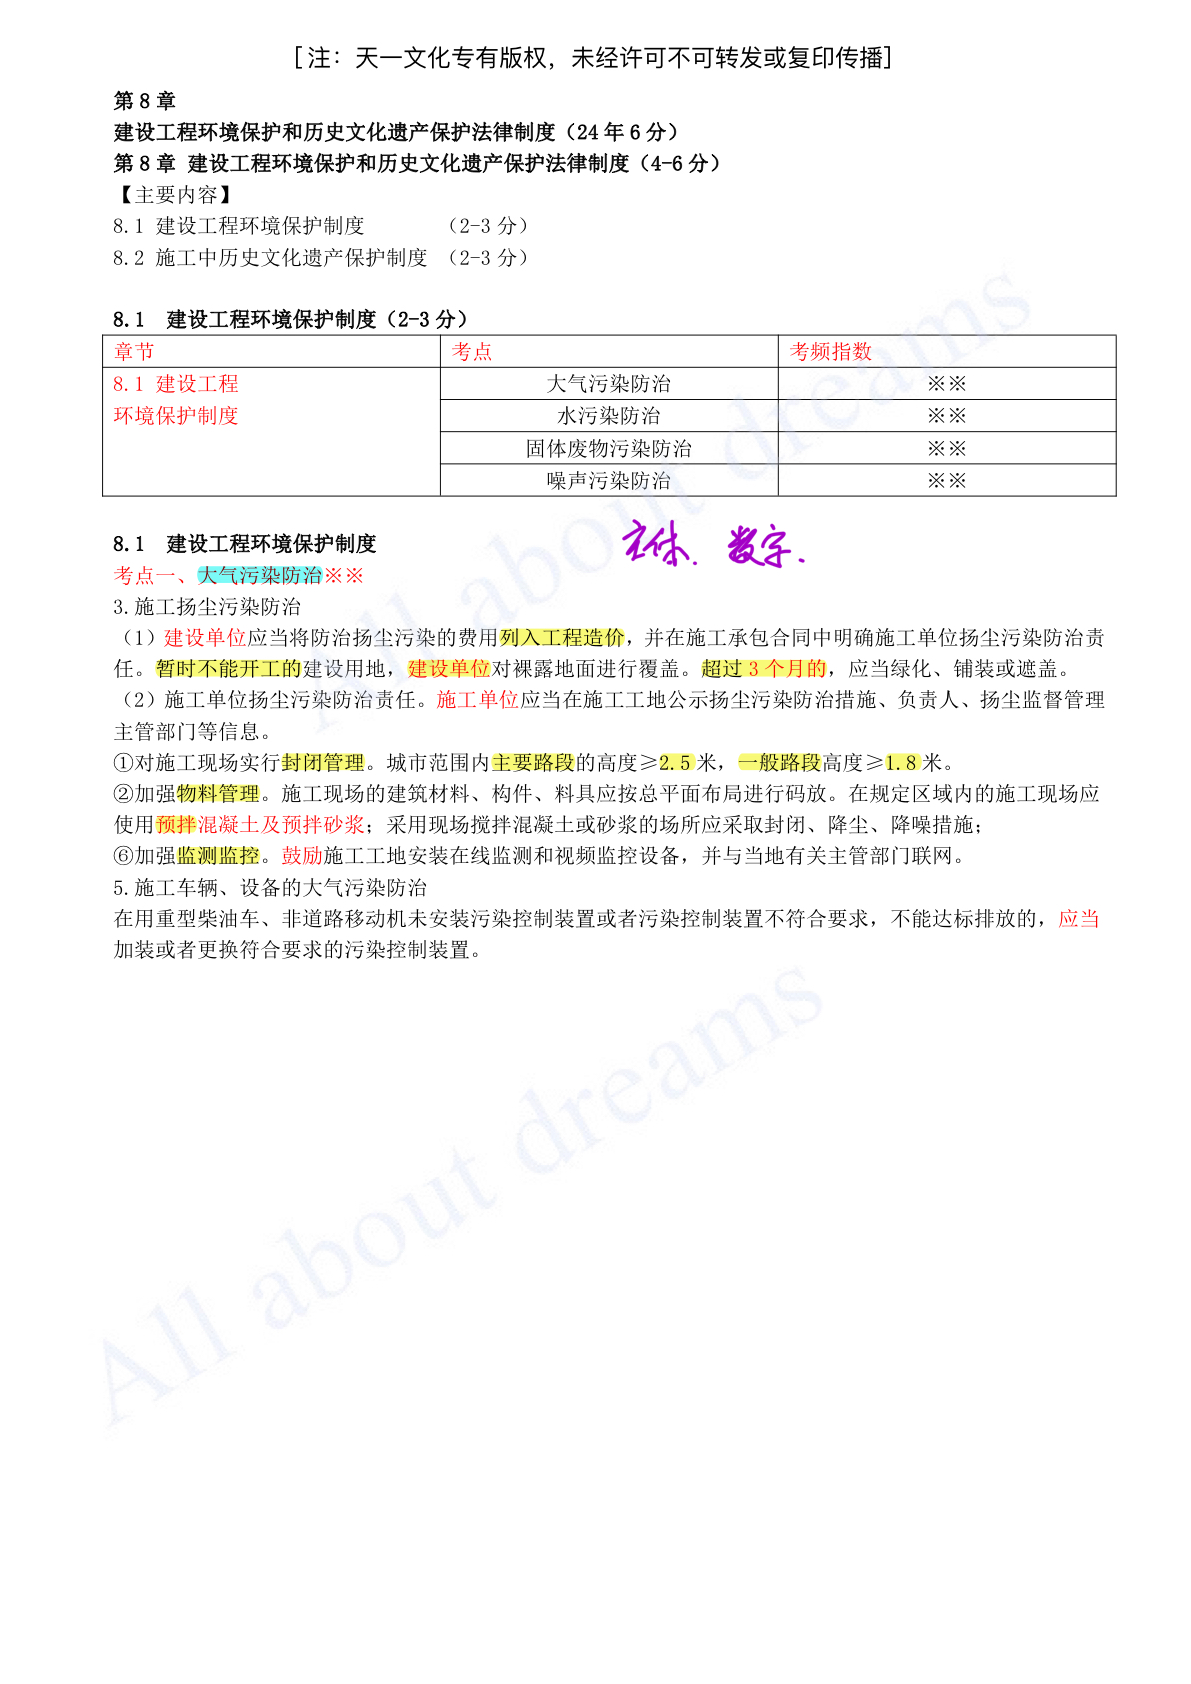 [注：天一文化专有版权，未经许可不可转发或复印传播]
第 8 章
建设工程环境保护和历史文化遗产保护法律制度（24 年 6 分）
第 8 章 建设工程环境保护和历史文化遗产保护法律制度（4-6 分）
【主要内容】
8.1 建设工程环境保护制度 （2-3 分）
8.2 施工中历史文化遗产保护制度 （2-3 分）
8.1 建设工程环境保护制度（2-3 分）
章节 考点 考频指数
8.1 建设工程 大气污染防治 ※※
环境保护制度 水污染防治 ※※
固体废物污染防治 ※※
噪声污染防治 ※※
8.1 建设工程环境保护制度 主体、数字.
考点一、大气污染防治※※
3.施工扬尘污染防治
（1）建设单位应当将防治扬尘污染的费用列入工程造价，并在施工承包合同中明确施工单位扬尘污染防治责
任。暂时不能开工的建设用地，建设单位对裸露地面进行覆盖。超过 3 个月的，应当绿化、铺装或遮盖。
（2）施工单位扬尘污染防治责任。施工单位应当在施工工地公示扬尘污染防治措施、负责人、扬尘监督管理
主管部门等信息。
①对施工现场实行封闭管理。城市范围内主要路段的高度≥2.5 米，一般路段高度≥1.8 米。
②加强物料管理。施工现场的建筑材料、构件、料具应按总平面布局进行码放。在规定区域内的施工现场应
使用预拌混凝土及预拌砂浆；采用现场搅拌混凝土或砂浆的场所应采取封闭、降尘、降噪措施；
⑥加强监测监控。鼓励施工工地安装在线监测和视频监控设备，并与当地有关主管部门联网。
5.施工车辆、设备的大气污染防治
在用重型柴油车、非道路移动机未安装污染控制装置或者污染控制装置不符合要求，不能达标排放的，应当
加装或者更换符合要求的污染控制装置。
All about dreams
All about dreams